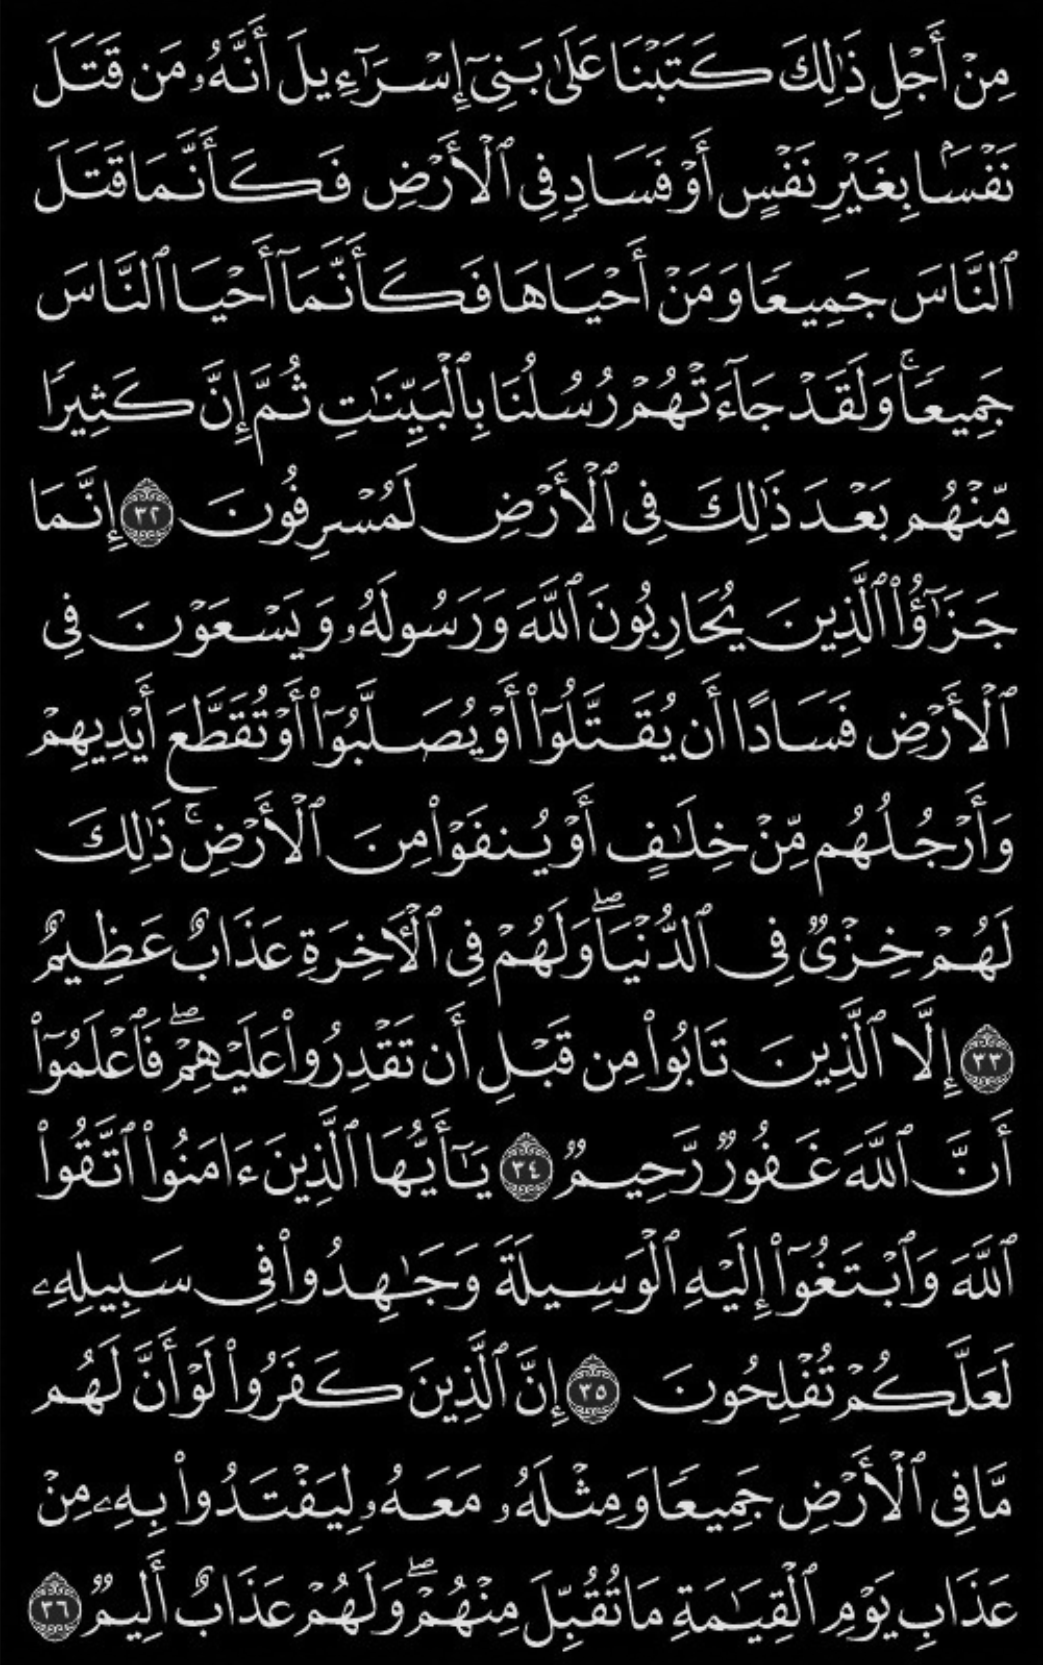 مِنْ أَجْلِ ذَٰلِكَ كَتَبْنَا عَلَىٰ بَنِىٓ إِسْرَٰٓءِيلَ أَنَّهُۥ مَن قَتَلَ
نَفْسَۢا بِغَيْرِ نَفْسٍ أَوْ فَسَادٍ فِى ٱلْأَرْضِ فَكَأَنَّمَا قَتَلَ
ٱلنَّاسَ جَمِيعًا وَمَنْ أَحْيَاهَا فَكَأَنَّمَآ أَحْيَا ٱلنَّاسَ
جَمِيعًا ۚ وَلَقَدْ جَآءَتْهُمْ رُسُلُنَا بِٱلْبَيِّنَـٰتِ ثُمَّ إِنَّ كَثِيرًا
مِّنْهُم بَعْدَ ذَٰلِكَ فِى ٱلْأَرْضِ لَمُسْرِفُونَ ٣٢ إِنَّمَا
جَزَٰٓؤُا۟ ٱلَّذِينَ يُحَارِبُونَ ٱللَّهَ وَرَسُولَهُۥ وَيَسْعَوْنَ فِى
ٱلْأَرْضِ فَسَادًا أَن يُقَتَّلُوٓا۟ أَوْ يُصَلَّبُوٓا۟ أَوْ تُقَطَّعَ أَيْدِيهِمْ
وَأَرْجُلُهُم مِّنْ خِلَـٰفٍ أَوْ يُنفَوْا۟ مِنَ ٱلْأَرْضِ ۚ ذَٰلِكَ
لَهُمْ خِزْىٌ فِى ٱلدُّنْيَا ۖ وَلَهُمْ فِى ٱلْـَٔاخِرَةِ عَذَابٌ عَظِيمٌ
٣٣ إِلَّا ٱلَّذِينَ تَابُوا۟ مِن قَبْلِ أَن تَقْدِرُوا۟ عَلَيْهِمْ ۖ فَٱعْلَمُوٓا۟
أَنَّ ٱللَّهَ غَفُورٌ رَّحِيمٌ ٣٤ يَـٰٓأَيُّهَا ٱلَّذِينَ ءَامَنُوا۟ ٱتَّقُوا۟
ٱللَّهَ وَٱبْتَغُوٓا۟ إِلَيْهِ ٱلْوَسِيلَةَ وَجَـٰهِدُوا۟ فِى سَبِيلِهِۦ
لَعَلَّكُمْ تُفْلِحُونَ ٣٥ إِنَّ ٱلَّذِينَ كَفَرُوا۟ لَوْ أَنَّ لَهُم
مَّا فِى ٱلْأَرْضِ جَمِيعًا وَمِثْلَهُۥ مَعَهُۥ لِيَفْتَدُوا۟ بِهِۦ مِنْ
عَذَابِ يَوْمِ ٱلْقِيَـٰمَةِ مَا تُقُبِّلَ مِنْهُمْ ۖ وَلَهُمْ عَذَابٌ أَلِيمٌ ٣٦